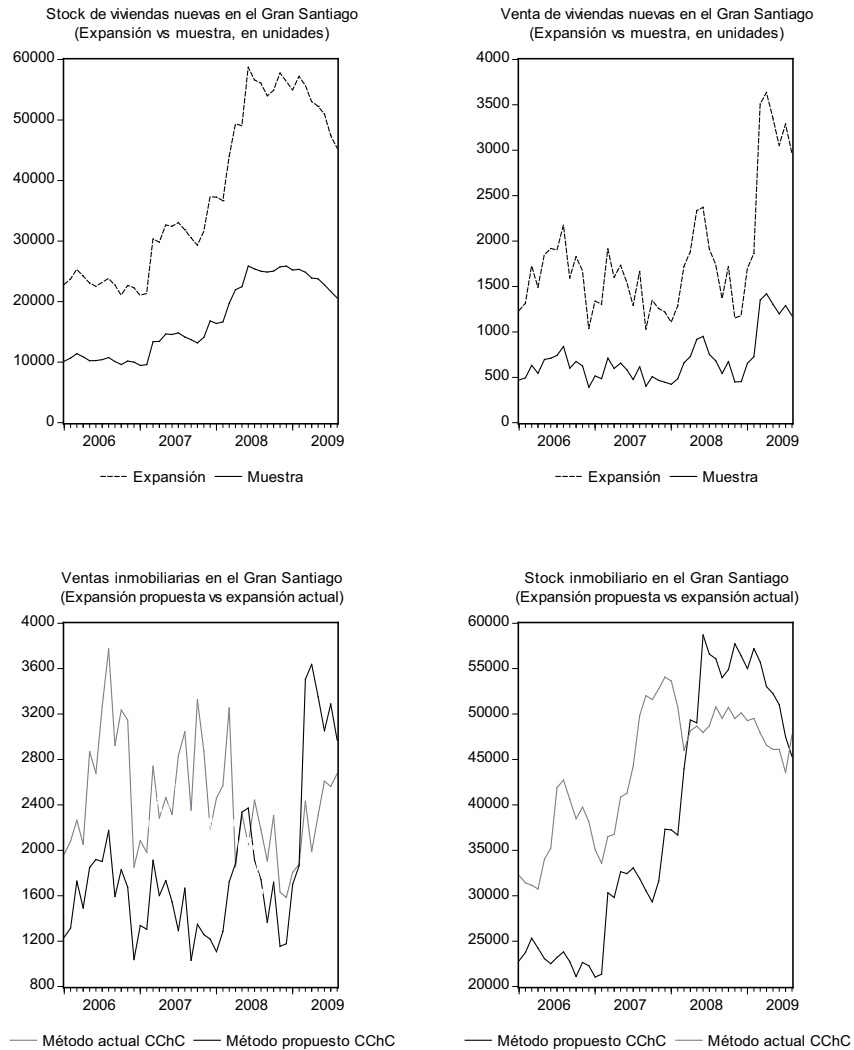 Stock de viviendas nuevas en el Gran Santiago
(Expansión vs muestra, en unidades)
60000
50000
40000
30000
20000
10000
0
2006 2007 2008 2009
Expansión Muestra
Venta de viviendas nuevas en el Gran Santiago
(Expansión vs muestra, en unidades)
4000
3500
3000
2500
2000
1500
1000
500
0
2006 2007 2008 2009
Expansión Muestra
Ventas inmobiliarias en el Gran Santiago
(Expansión propuesta vs expansión actual)
4000
3600
3200
2800
2400
2000
1600
1200
800
2006 2007 2008 2009
Método actual CChC Método propuesto CChC
Stock inmobiliario en el Gran Santiago
(Expansión propuesta vs expansión actual)
60000
55000
50000
45000
40000
35000
30000
25000
20000
2006 2007 2008 2009
Método propuesto CChC Método actual CChC